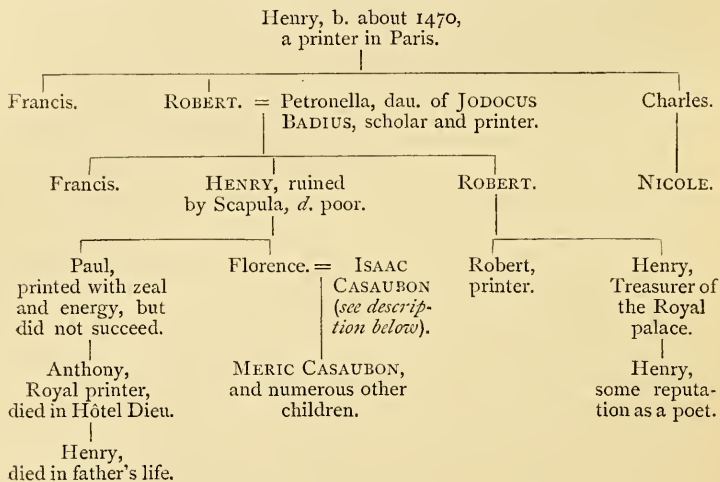 Henry, b. about 1470,
a printer in Paris.
Francis.
ROBERT. = Petronella, dau. of JODOCUS
BADIUS, scholar and printer.
Charles.
Francis.
HENRY, ruined
by Scapula, d. poor.
ROBERT.
NICOLE.
Paul,
printed with zeal
and energy, but
did not succeed.
Florence. = ISAAC
CASAUBON
(see descrip-
tion below).
Robert,
printer.
Henry,
Treasurer of
the Royal
palace.
Anthony,
Royal printer,
died in Hôtel Dieu.
MERIC CASAUBON,
and numerous other
children.
Henry,
some reputa-
tion as a poet.
Henry,
died in father's life.